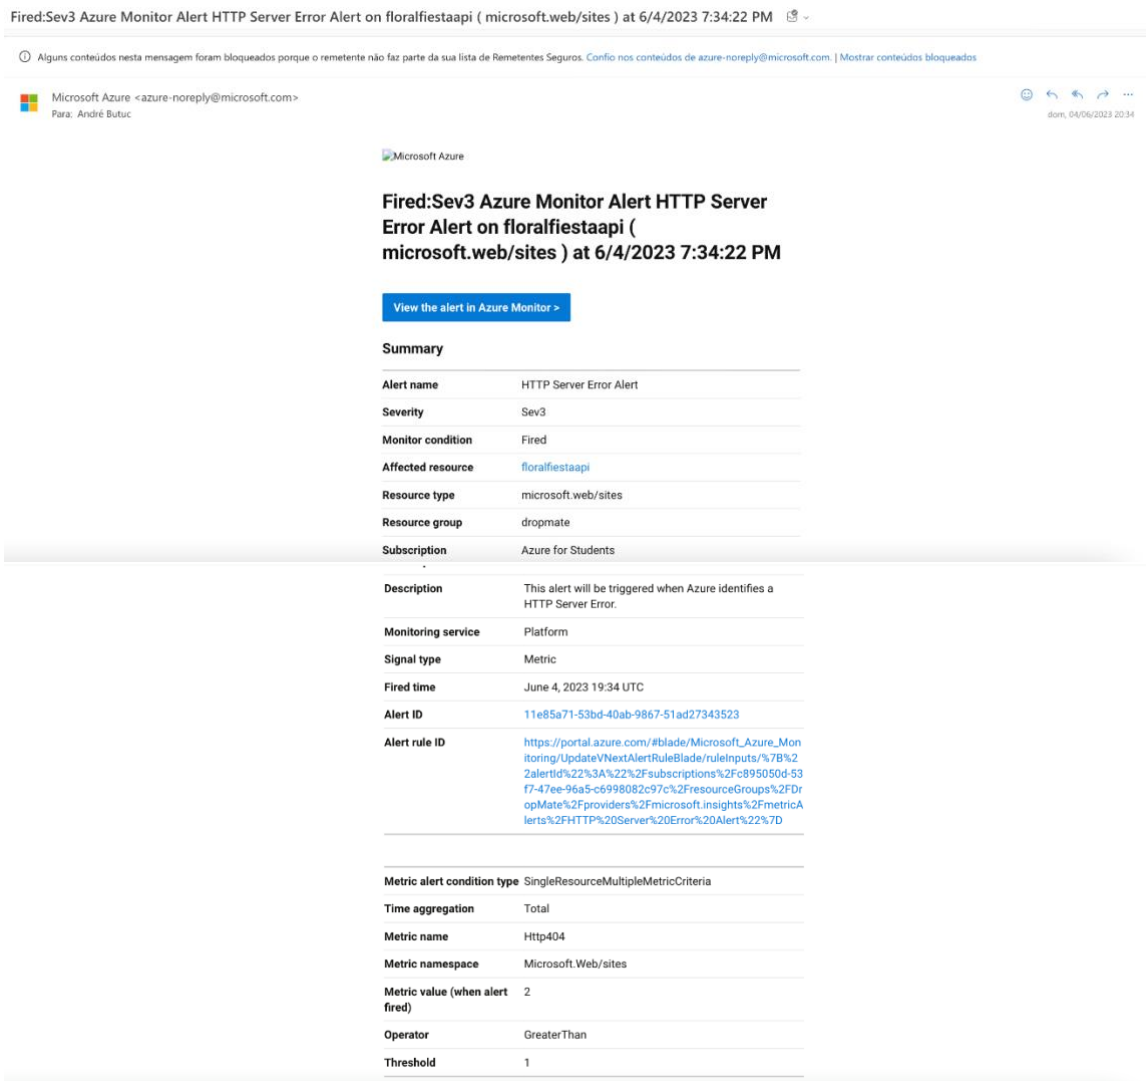 Fired:Sev3 Azure Monitor Alert HTTP Server Error Alert on floralfiestaapi ( microsoft.web/sites ) at 6/4/2023 7:34:22 PM
Alguns conteúdos nesta mensagem foram bloqueados porque o remetente não faz parte da sua lista de Remetentes Seguros. Confio nos conteúdos de azure-noreply@microsoft.com. | Mostrar conteúdos bloqueados
Microsoft Azure <azure-noreply@microsoft.com>
Para: André Butuc
dom, 04/06/2023 20:34
Microsoft Azure
Fired:Sev3 Azure Monitor Alert HTTP Server
Error Alert on floralfiestaapi (
microsoft.web/sites ) at 6/4/2023 7:34:22 PM
View the alert in Azure Monitor >
Summary
Alert name HTTP Server Error Alert
Severity Sev3
Monitor condition Fired
Affected resource floralfiestaapi
Resource type microsoft.web/sites
Resource group dropmate
Subscription Azure for Students
Description This alert will be triggered when Azure identifies a
HTTP Server Error.
Monitoring service Platform
Signal type Metric
Fired time June 4, 2023 19:34 UTC
Alert ID 11e85a71-53bd-40ab-9867-51ad27343523
Alert rule ID https://portal.azure.com/#blade/Microsoft_Azure_Mon
itoring/UpdateVNextAlertRuleBlade/ruleInputs/%7B%2
2alertId%22%3A%22%2Fsubscriptions%2Fc895050d-53
f7-47ee-96a5-c6998082c97c%2FresourceGroups%2FDr
opMate%2Fproviders%2Fmicrosoft.insights%2FmetricA
lerts%2FHTTP%20Server%20Error%20Alert%22%7D
Metric alert condition type SingleResourceMultipleMetricCriteria
Time aggregation Total
Metric name Http404
Metric namespace Microsoft.Web/sites
Metric value (when alert 2
fired)
Operator GreaterThan
Threshold 1